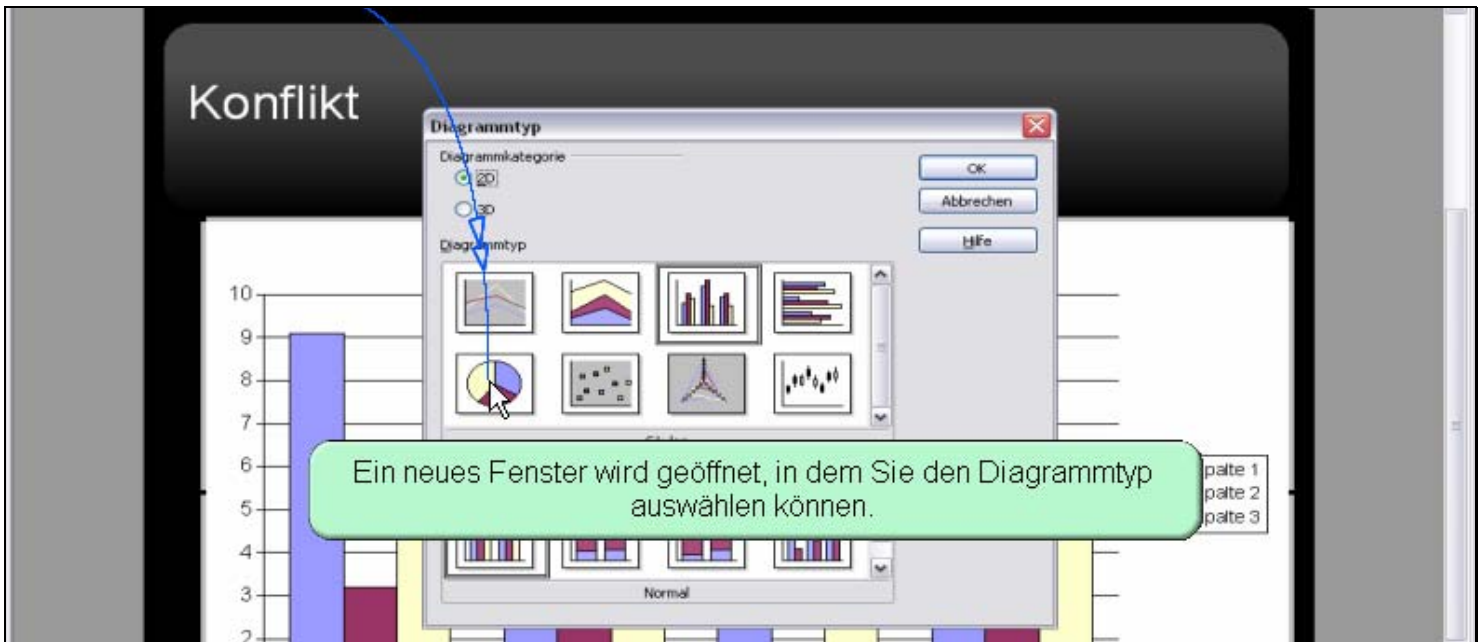 Konflikt
Diagrammtyp
Diagrammkategorie
2D
3D
OK
Abbrechen
Hilfe
Diagrammtyp
10
9
8
7
6
5
4
3
2
Ein neues Fenster wird geöffnet, in dem Sie den Diagrammtyp
auswählen können.
palte 1
palte 2
palte 3
Normal